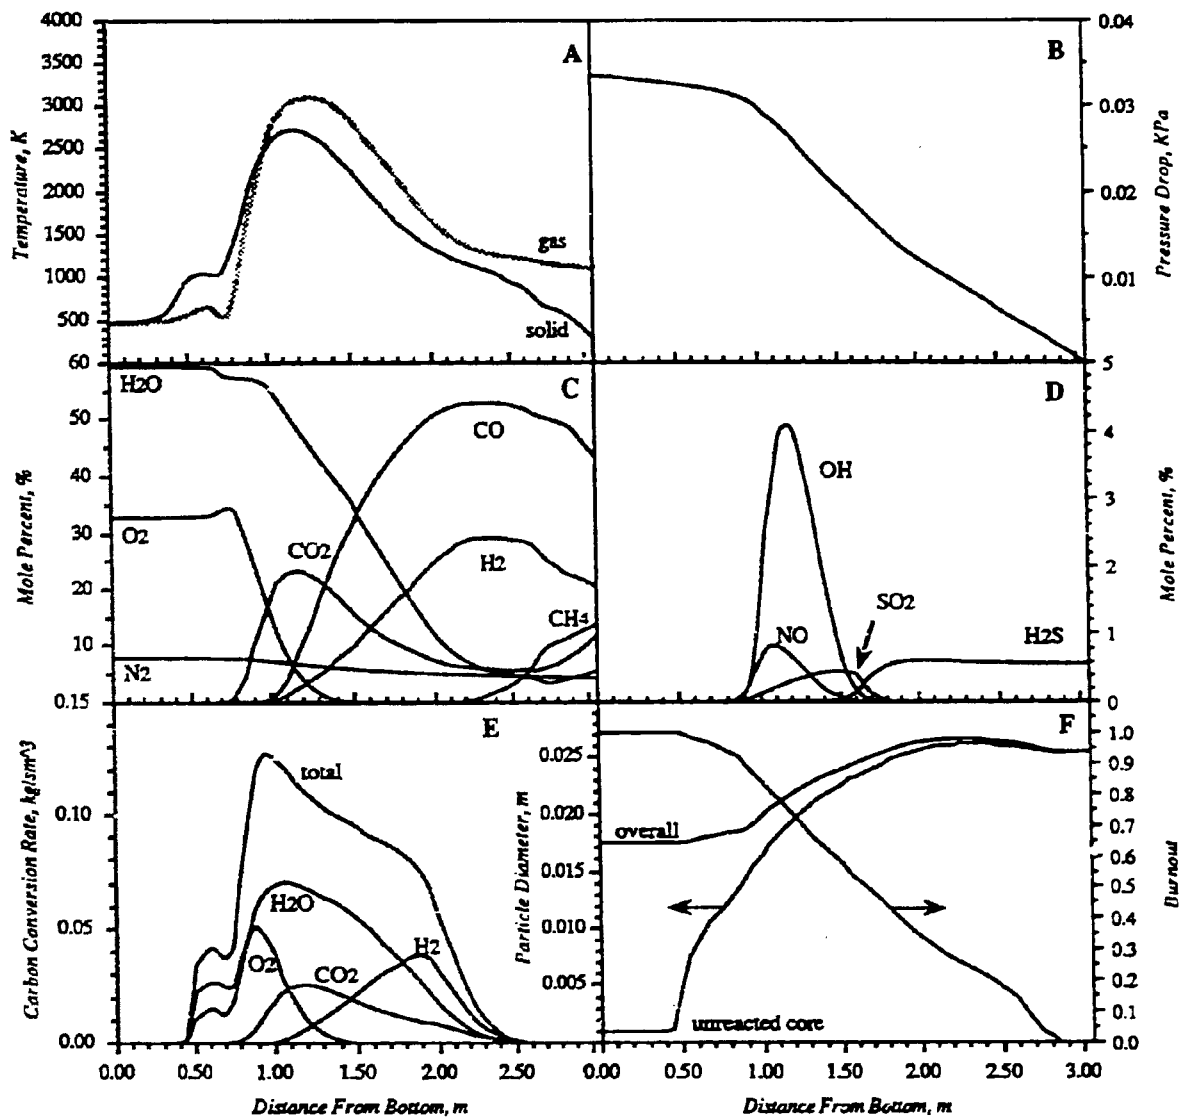 4000
3500
3000
2500
2000
1500
1000
500
Temperature, K
A
gas
solid
B
0.04
0.03
0.02
0.01
Pressure Drop, KPa
60
50
40
30
20
10
Mole Percent, %
H2O
O2
N2
CO2
CO
H2
CH4
C
D
OH
NO
SO2
H2S
5
4
3
2
1
0
Mole Percent, %
0.15
0.10
0.05
0.00
Carbon Conversion Rate, kg/sm^3
E
total
H2O
O2
CO2
H2
0.00 0.50 1.00 1.50 2.00 2.50
Distance From Bottom, m
F
0.025
0.020
0.015
0.010
0.005
Particle Diameter, m
overall
unreacted core
1.0
0.9
0.8
0.7
0.6
0.5
0.4
0.3
0.2
0.1
0.0
Burnout
0.00 0.50 1.00 1.50 2.00 2.50 3.00
Distance From Bottom, m